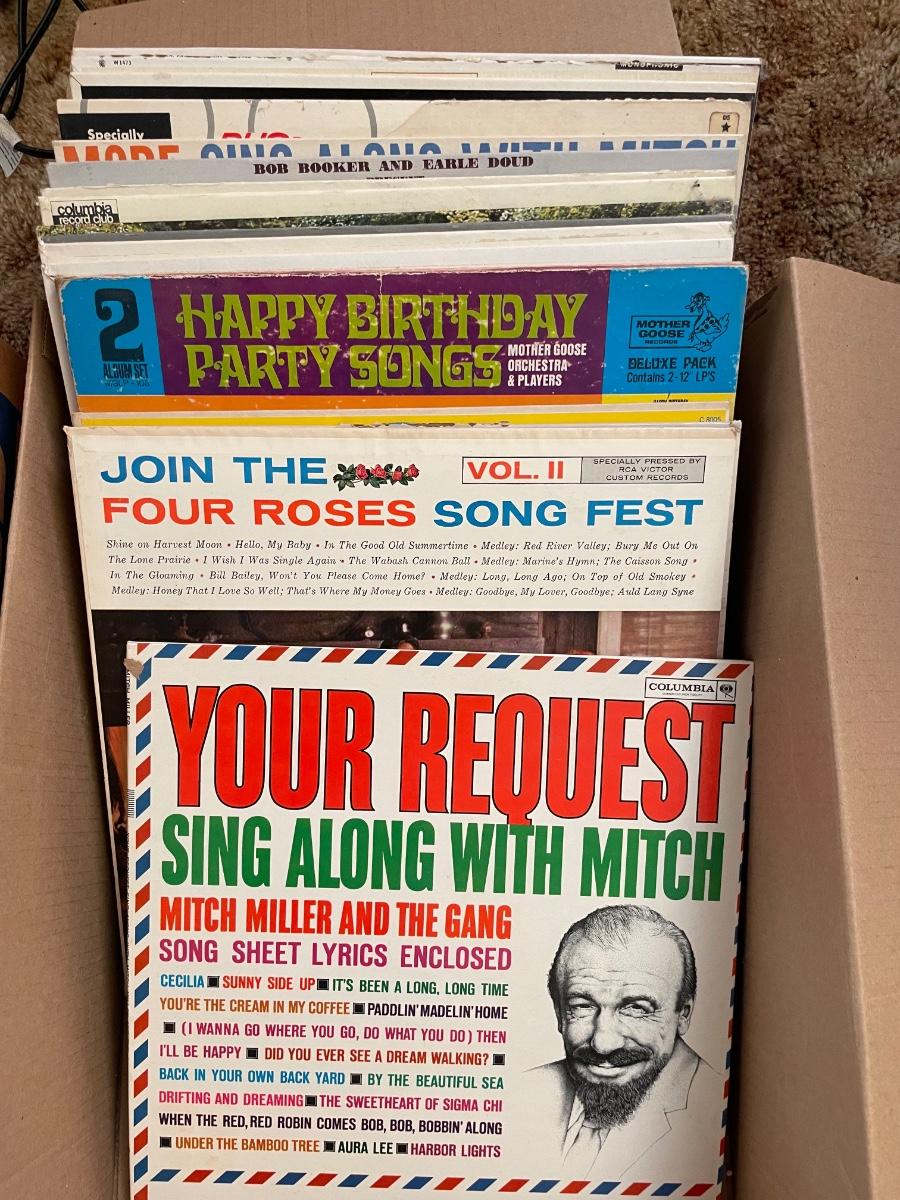 W1473
MONOPHONIC
Specially
DS
MORE SING ALONG WITH MITCH
BOB BOOKER AND EARLE DOUD
columbia
record club
2
ALBUM SET
HAPPY BIRTHDAY
PARTY SONGS
MOTHER GOOSE
ORCHESTRA
& PLAYERS
MOTHER GOOSE
RECORDS
DELUXE PACK
Contains 2-12" LP'S
C 8005
JOIN THE
VOL. II
SPECIALLY PRESSED BY
RCA VICTOR
CUSTOM RECORDS
FOUR ROSES SONG FEST
Shine on Harvest Moon • Hello, My Baby • In The Good Old Summertime • Medley: Red River Valley; Bury Me Out On
The Lone Prairie • I Wish I Was Single Again • The Wabash Cannon Ball • Medley: Marine's Hymn; The Caisson Song •
In The Gloaming • Bill Bailey, Won't You Please Come Home? • Medley: Long, Long Ago; On Top of Old Smokey •
Medley: Honey That I Love So Well; That's Where My Money Goes • Medley: Goodbye, My Lover, Goodbye; Auld Lang Syne
COLUMBIA
YOUR REQUEST
SING ALONG WITH MITCH
MITCH MILLER AND THE GANG
SONG SHEET LYRICS ENCLOSED
CECILIA ■ SUNNY SIDE UP ■ IT'S BEEN A LONG, LONG TIME
YOU'RE THE CREAM IN MY COFFEE ■ PADDLIN' MADELIN' HOME
■ (I WANNA GO WHERE YOU GO, DO WHAT YOU DO) THEN
I'LL BE HAPPY ■ DID YOU EVER SEE A DREAM WALKING? ■
BACK IN YOUR OWN BACK YARD ■ BY THE BEAUTIFUL SEA
DRIFTING AND DREAMING ■ THE SWEETHEART OF SIGMA CHI
WHEN THE RED, RED ROBIN COMES BOB, BOB, BOBBIN' ALONG
■ UNDER THE BAMBOO TREE ■ AURA LEE ■ HARBOR LIGHTS